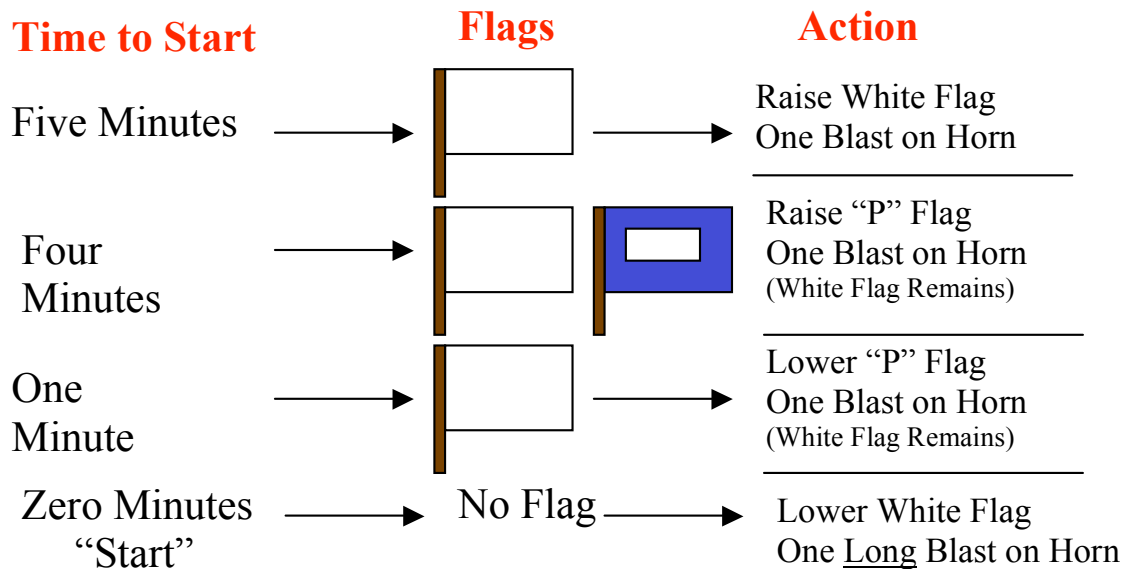 Time to Start Flags Action
Five Minutes
Raise White Flag
One Blast on Horn
Four
Minutes
Raise “P” Flag
One Blast on Horn
(White Flag Remains)
One
Minute
Lower “P” Flag
One Blast on Horn
(White Flag Remains)
Zero Minutes
“Start”
No Flag
Lower White Flag
One Long Blast on Horn